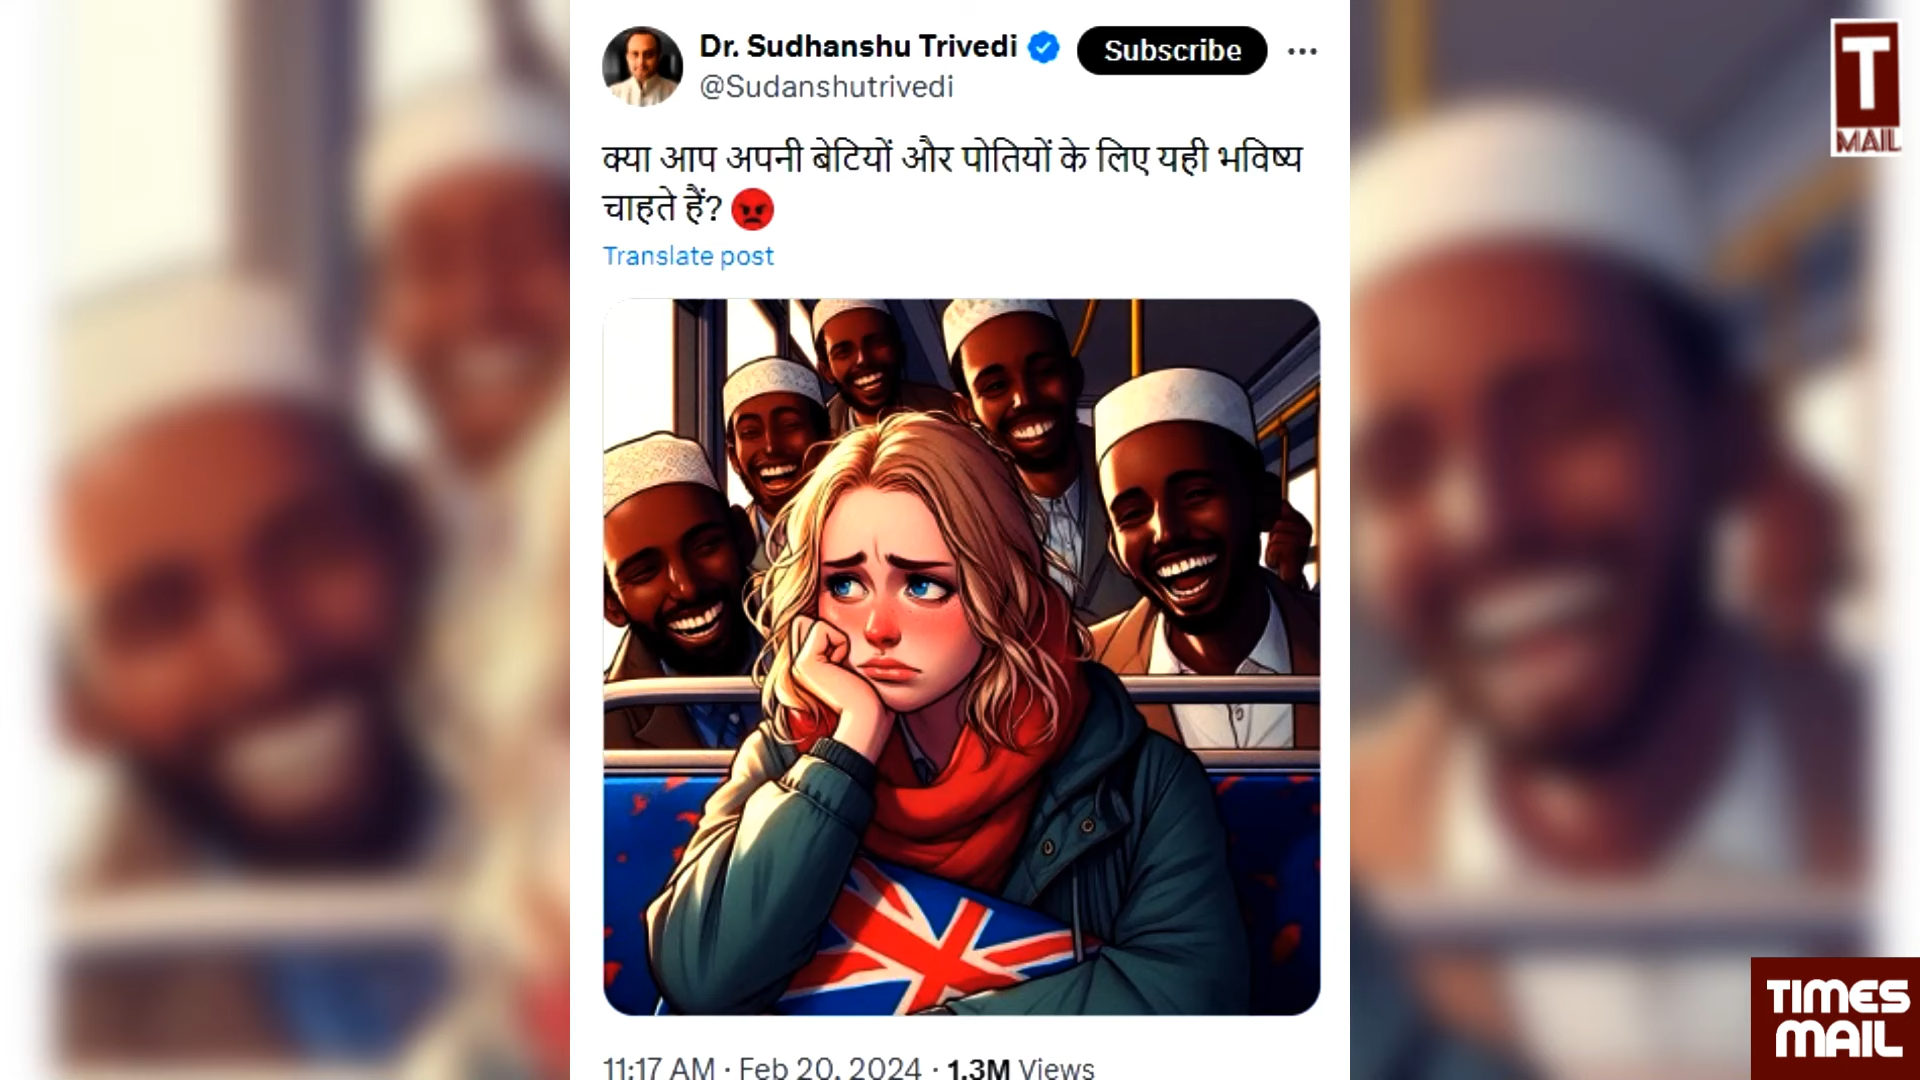 Dr. Sudhanshu Trivedi
Subscribe
@Sudanshutrivedi
क्या आप अपनी बेटियों और पोतियों के लिए यही भविष्य
चाहते हैं? 😡
Translate post
11:17 AM · Feb 20, 2024 · 1.3M Views
T
MAIL
TIMES
MAIL